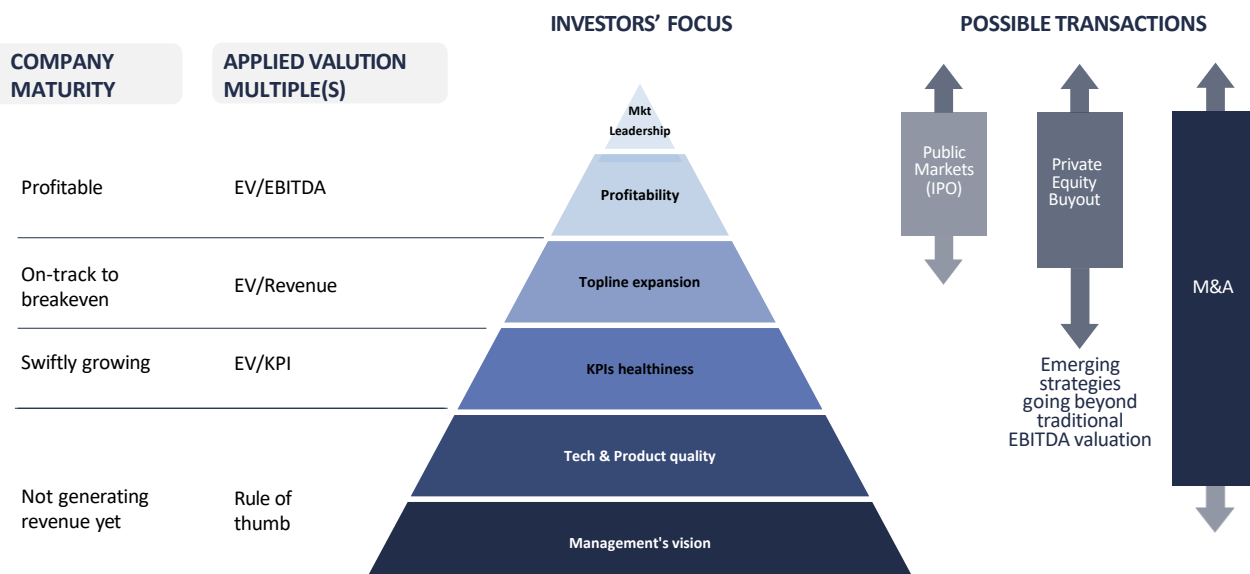 INVESTORS' FOCUS
POSSIBLE TRANSACTIONS
COMPANY
MATURITY
APPLIED VALUTION
MULTIPLE(S)
Mkt
Leadership
Profitable
EV/EBITDA
Profitability
On-track to
breakeven
EV/Revenue
Topline expansion
Swiftly growing
EV/KPI
KPIs healthiness
Tech & Product quality
Not generating
revenue yet
Rule of
thumb
Management's vision
Public
Markets
(IPO)
Private
Equity
Buyout
Emerging
strategies
going beyond
traditional
EBITDA valuation
M&A